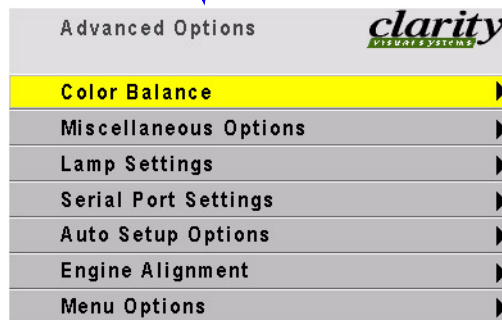 Advanced Options
clarity
VISUAL SYSTEMS
Color Balance
Miscellaneous Options
Lamp Settings
Serial Port Settings
Auto Setup Options
Engine Alignment
Menu Options